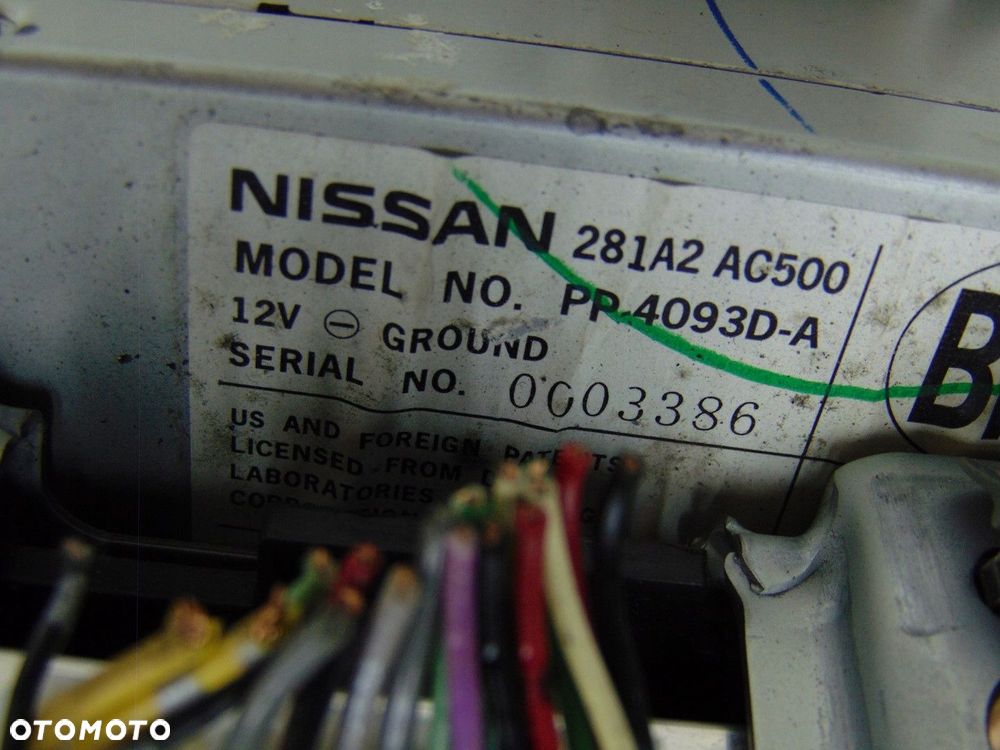 NISSAN 281A2 AC500
MODEL NO. PP-4093D-A
12V ⊖ GROUND
SERIAL NO. 0003386
US AND FOREIGN PATENTS
LICENSED FROM
LABORATORIES
B
OTOMOTO